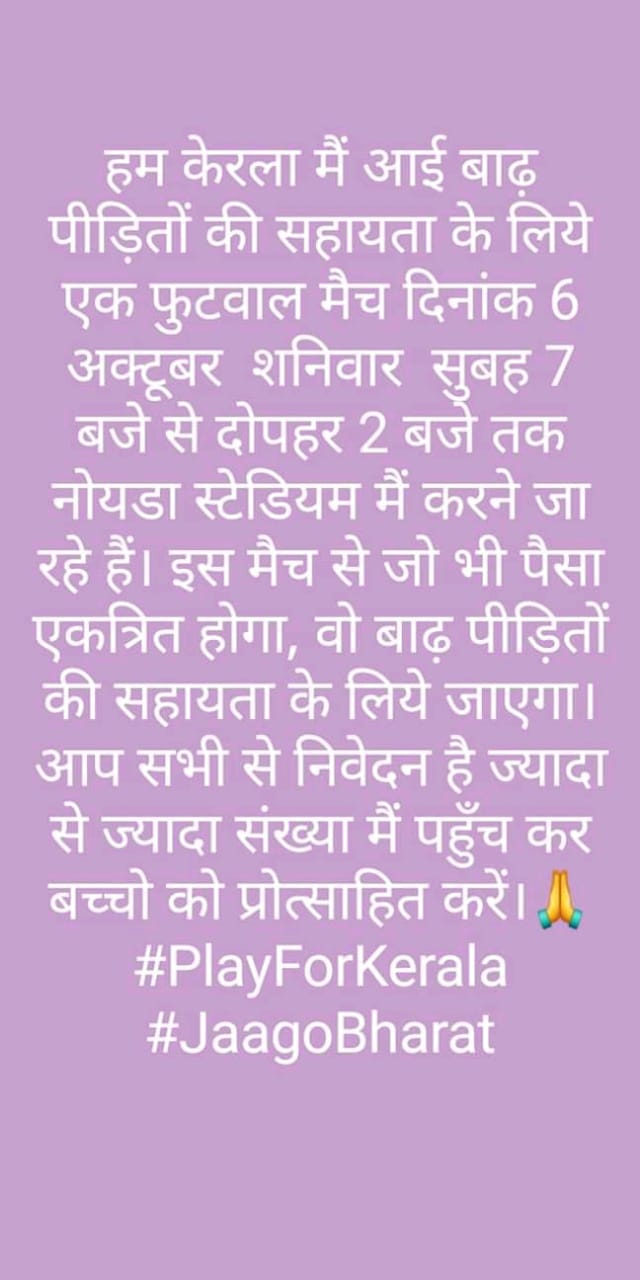 हम केरला मैं आई बाढ़
पीड़ितों की सहायता के लिये
एक फुटवाल मैच दिनांक 6
अक्टूबर  शनिवार  सुबह 7
बजे से दोपहर 2 बजे तक
नोयडा स्टेडियम मैं करने जा
रहे हैं। इस मैच से जो भी पैसा
एकत्रित होगा, वो बाढ़ पीड़ितों
की सहायता के लिये जाएगा।
आप सभी से निवेदन है ज्यादा
से ज्यादा संख्या मैं पहुँच कर
बच्चो को प्रोत्साहित करें।🙏
#PlayForKerala
#JaagoBharat